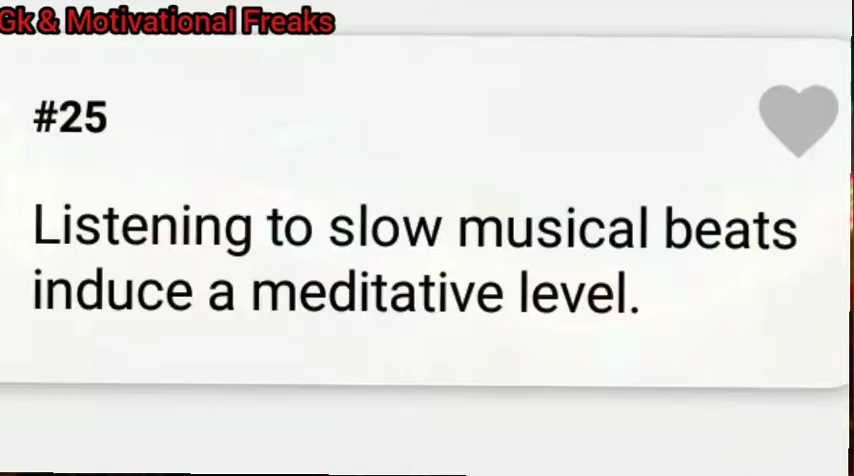 Gk & Motivational Freaks
#25
Listening to slow musical beats
induce a meditative level.